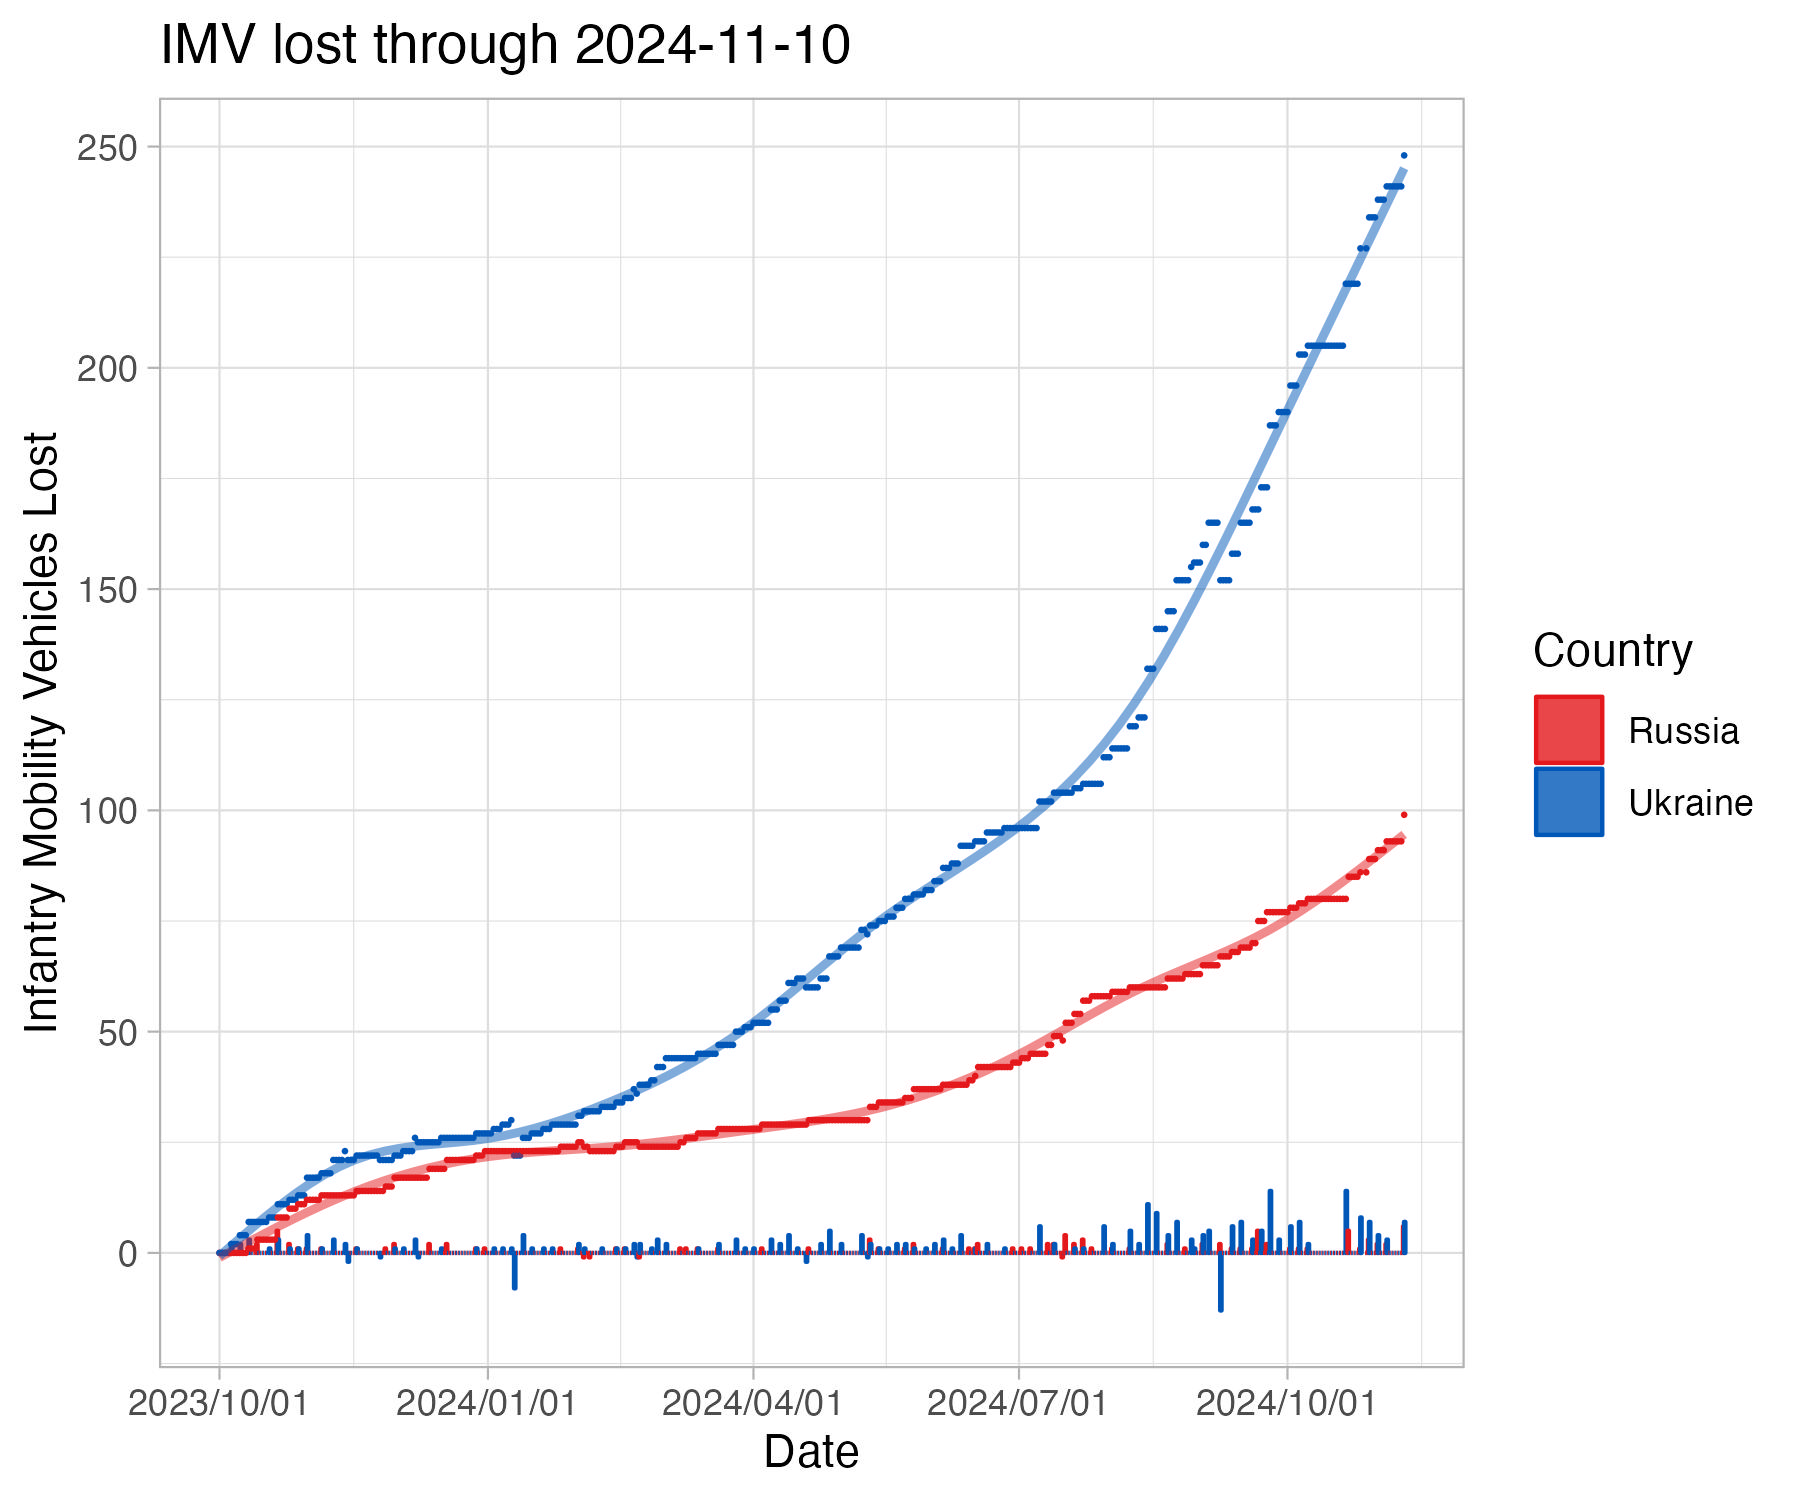 IMV lost through 2024-11-10
Infantry Mobility Vehicles Lost
250
200
150
100
50
0
2023/10/01
2024/01/01
2024/04/01
2024/07/01
2024/10/01
Date
Country
Russia
Ukraine